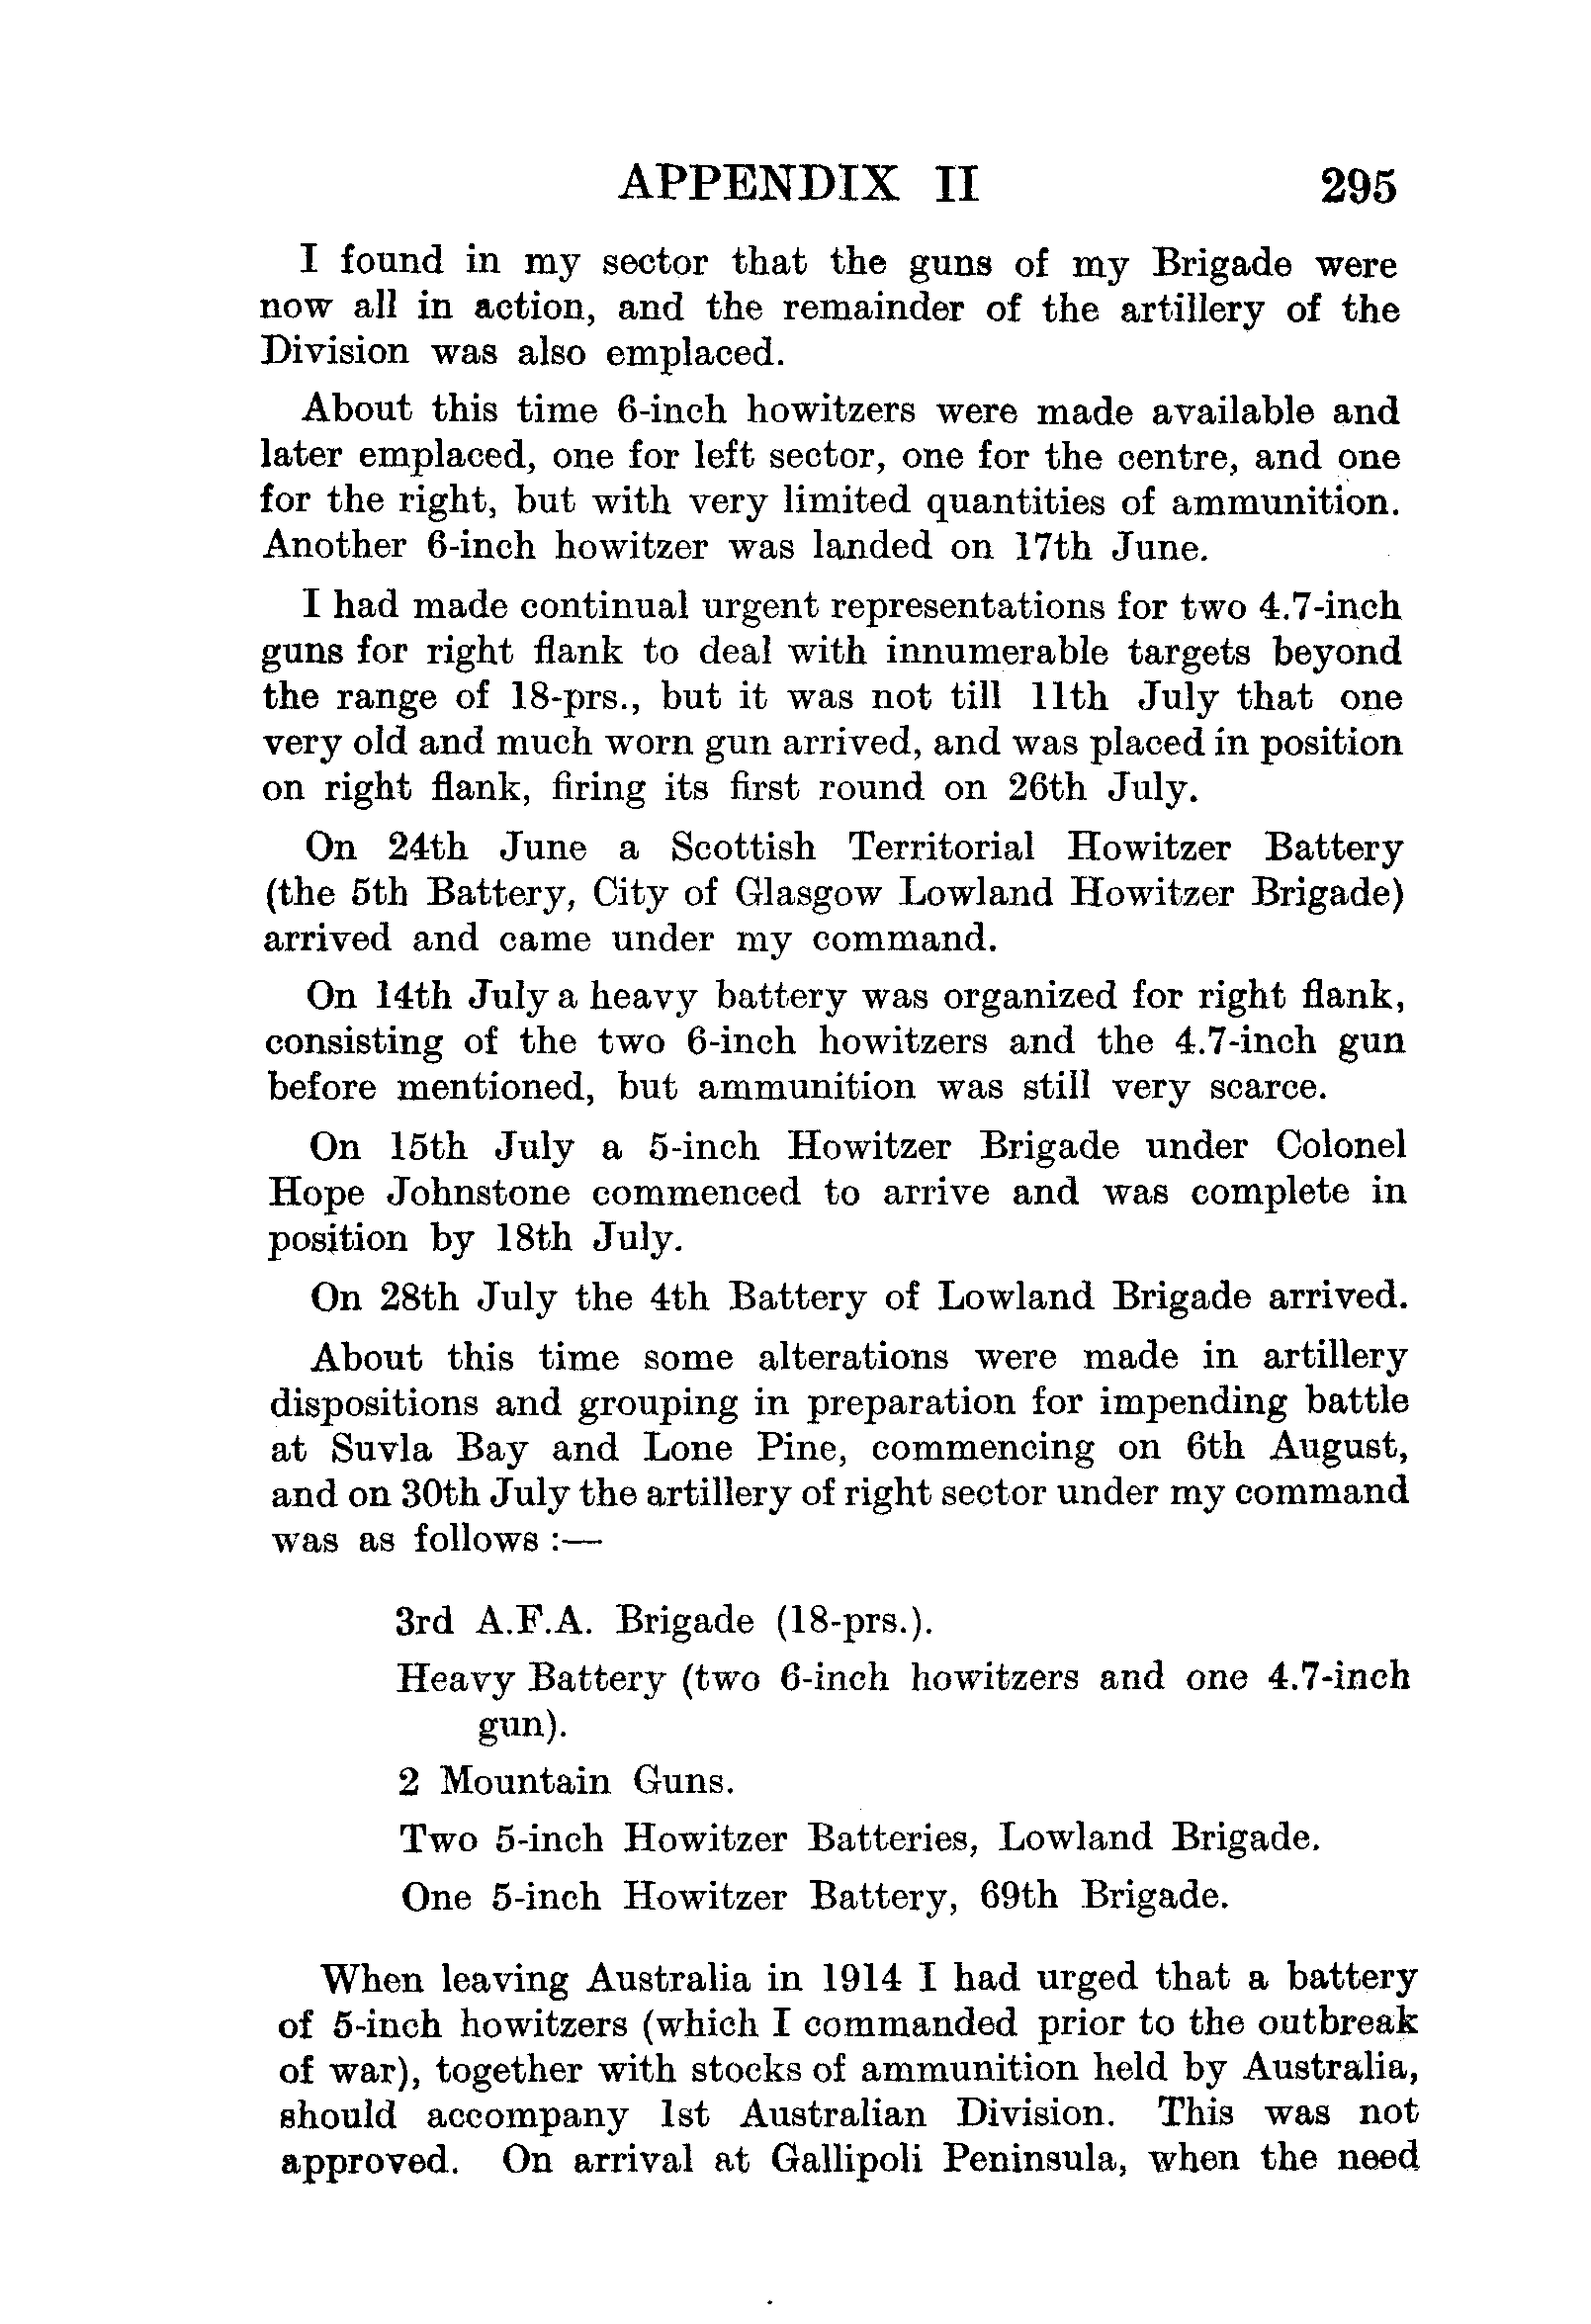 APPENDIX II 295
I found in my sector that the guns of my Brigade were
now all in action, and the remainder of the artillery of the
Division was also emplaced.
About this time 6-inch howitzers were made available and
later emplaced, one for left sector, one for the centre, and one
for the right, but with very limited quantities of ammunition.
Another 6-inch howitzer was landed on 17th June.
I had made continual urgent representations for two 4.7-inch
guns for right flank to deal with innumerable targets beyond
the range of 18-prs., but it was not till 11th July that one
very old and much worn gun arrived, and was placed in position
on right flank, firing its first round on 26th July.
On 24th June a Scottish Territorial Howitzer Battery
(the 5th Battery, City of Glasgow Lowland Howitzer Brigade)
arrived and came under my command.
On 14th July a heavy battery was organized for right flank,
consisting of the two 6-inch howitzers and the 4.7-inch gun
before mentioned, but ammunition was still very scarce.
On 15th July a 5-inch Howitzer Brigade under Colonel
Hope Johnstone commenced to arrive and was complete in
position by 18th July.
On 28th July the 4th Battery of Lowland Brigade arrived.
About this time some alterations were made in artillery
dispositions and grouping in preparation for impending battle
at Suvla Bay and Lone Pine, commencing on 6th August,
and on 30th July the artillery of right sector under my command
was as follows :—
3rd A.F.A. Brigade (18-prs.).
Heavy Battery (two 6-inch howitzers and one 4.7-inch
gun).
2 Mountain Guns.
Two 5-inch Howitzer Batteries, Lowland Brigade.
One 5-inch Howitzer Battery, 69th Brigade.
When leaving Australia in 1914 I had urged that a battery
of 5-inch howitzers (which I commanded prior to the outbreak
of war), together with stocks of ammunition held by Australia,
should accompany 1st Australian Division. This was not
approved. On arrival at Gallipoli Peninsula, when the need